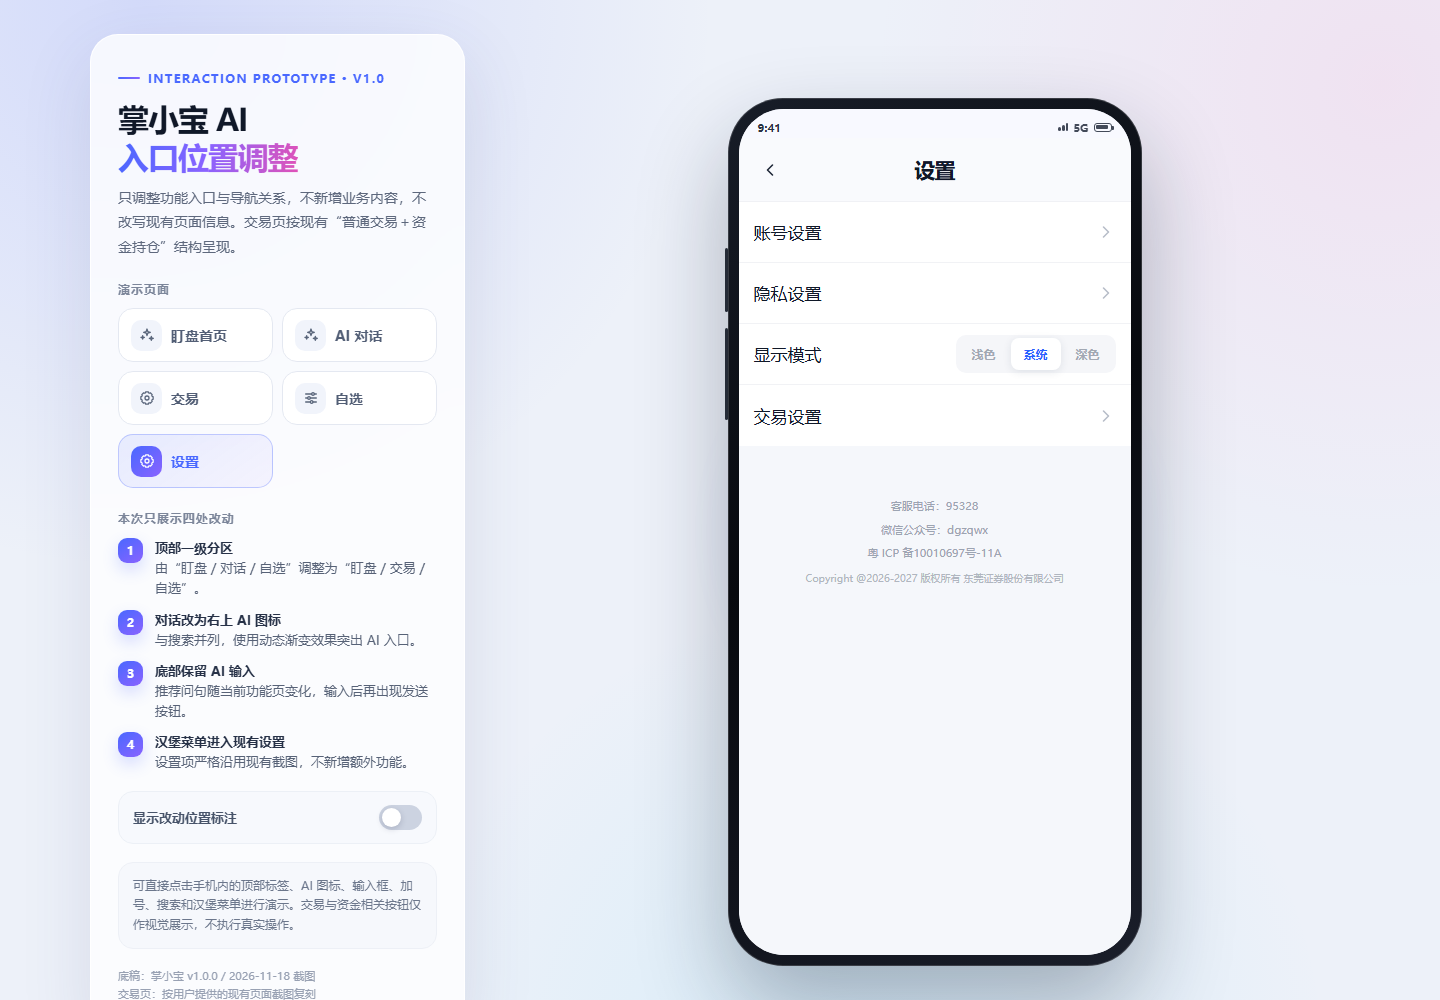 INTERACTION PROTOTYPE • V1.0
掌小宝 AI
入口位置调整
只调整功能入口与导航关系，不新增业务内容，不
改写现有页面信息。交易页按现有“普通交易 + 资
金持仓”结构呈现。
演示页面
盯盘首页
AI 对话
交易
自选
设置
本次只展示四处改动
1
顶部一级分区
由“盯盘 / 对话 / 自选”调整为“盯盘 / 交易 /
自选”。
2
对话改为右上 AI 图标
与搜索并列，使用动态渐变效果突出 AI 入口。
3
底部保留 AI 输入
推荐问句随当前功能页变化，输入后再出现发送
按钮。
4
汉堡菜单进入现有设置
设置项严格沿用现有截图，不新增额外功能。
显示改动位置标注
可直接点击手机内的顶部标签、AI 图标、输入框、加
号、搜索和汉堡菜单进行演示。交易与资金相关按钮仅
作视觉展示，不执行真实操作。
底稿：掌小宝 v1.0.0 / 2026-11-18 截图
交易页：按用户提供的现有页面截图复刻
9:41
5G
设置
账号设置
隐私设置
显示模式
浅色 系统 深色
交易设置
客服电话：95328
微信公众号：dgzqwx
粤 ICP 备10010697号-11A
Copyright @2026-2027 版权所有 东莞证券股份有限公司